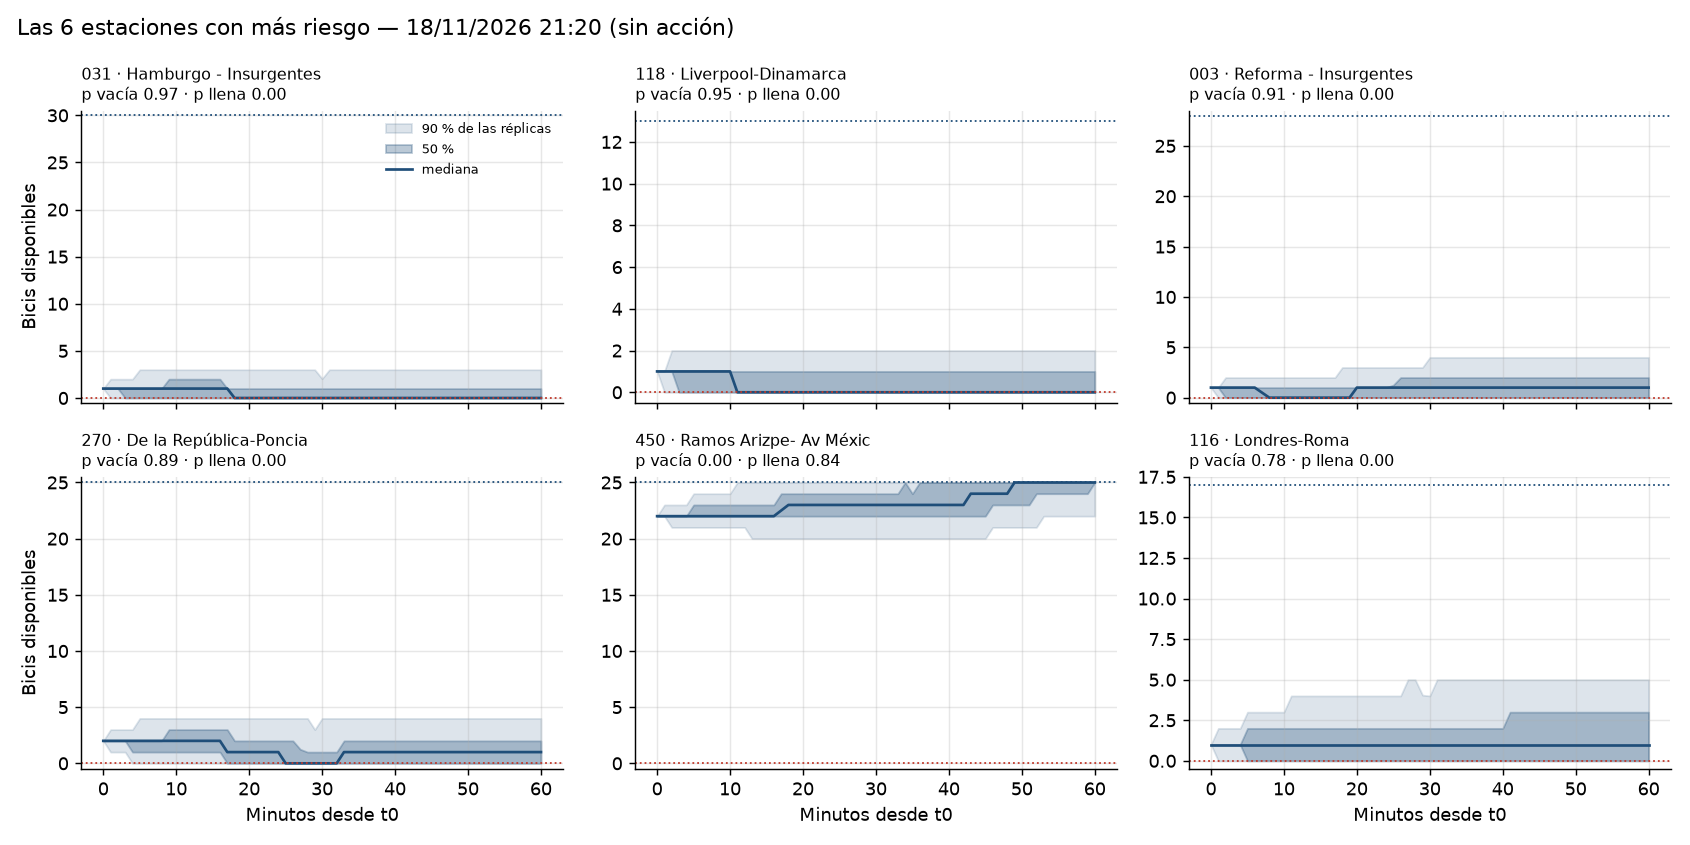 Las 6 estaciones con más riesgo — 18/11/2026 21:20 (sin acción)
031 · Hamburgo - Insurgentes
p vacía 0.97 · p llena 0.00
30
25
20
15
10
5
0
Bicis disponibles
90 % de las réplicas
50 %
mediana
118 · Liverpool-Dinamarca
p vacía 0.95 · p llena 0.00
12
10
8
6
4
2
0
003 · Reforma - Insurgentes
p vacía 0.91 · p llena 0.00
25
20
15
10
5
0
270 · De la República-Poncia
p vacía 0.89 · p llena 0.00
25
20
15
10
5
0
Bicis disponibles
0 10 20 30 40 50 60
Minutos desde t0
450 · Ramos Arizpe- Av Méxic
p vacía 0.00 · p llena 0.84
25
20
15
10
5
0
0 10 20 30 40 50 60
Minutos desde t0
116 · Londres-Roma
p vacía 0.78 · p llena 0.00
17.5
15.0
12.5
10.0
7.5
5.0
2.5
0.0
0 10 20 30 40 50 60
Minutos desde t0